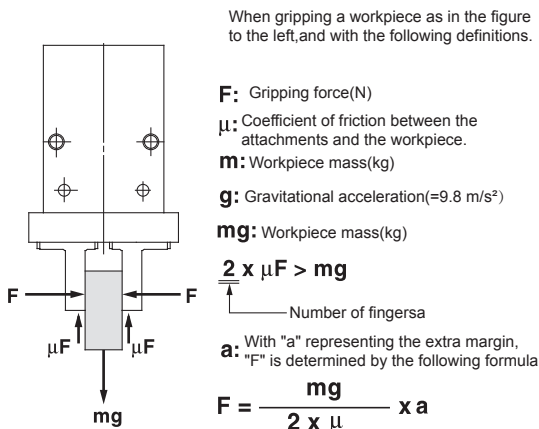 When gripping a workpiece as in the figure
to the left,and with the following definitions.
F: Gripping force(N)
μ: Coefficient of friction between the
attachments and the workpiece.
m: Workpiece mass(kg)
g: Gravitational acceleration(=9.8 m/s²)
mg: Workpiece mass(kg)
2 x μF > mg
Number of fingersa
a: With "a" representing the extra margin,
"F" is determined by the following formula
F = mg / 2 x μ x a
F
F
μF
μF
mg